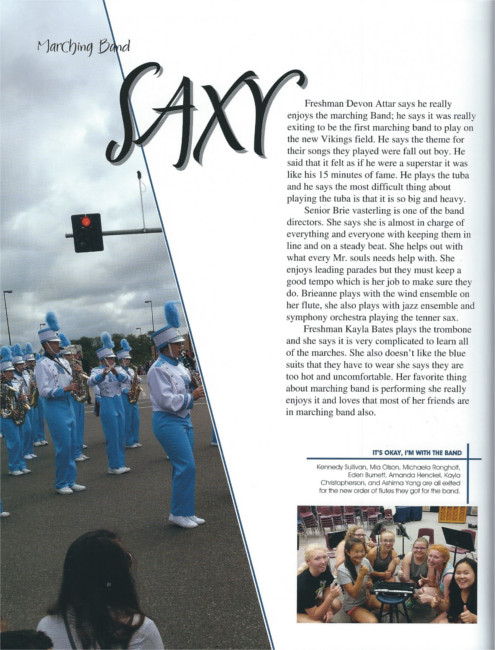 Marching Band
SAXY
Freshman Devon Attar says he really
enjoys the marching Band; he says it was really
exiting to be the first marching band to play on
the new Vikings field. He says the theme for
their songs they played were fall out boy. He
said that it felt as if he were a superstar it was
like his 15 minutes of fame. He plays the tuba
and he says the most difficult thing about
playing the tuba is that it is so big and heavy.
Senior Brie vasterling is one of the band
directors. She says she is almost in charge of
everything and everyone with keeping them in
line and on a steady beat. She helps out with
what every Mr. souls needs help with. She
enjoys leading parades but they must keep a
good tempo which is her job to make sure they
do. Brieanne plays with the wind ensemble on
her flute, she also plays with jazz ensemble and
symphony orchestra playing the tenner sax.
Freshman Kayla Bates plays the trombone
and she says it is very complicated to learn all
of the marches. She also doesn't like the blue
suits that they have to wear she says they are
too hot and uncomfortable. Her favorite thing
about marching band is performing she really
enjoys it and loves that most of her friends are
in marching band also.
IT'S OKAY, I'M WITH THE BAND
Kennedy Sullivan, Mia Olson, Michaela Rongholt,
Eden Burnett, Amanda Henckel, Kayla
Christopherson, and Ashima Yang are all exited
for the new order of flutes they got for the band.